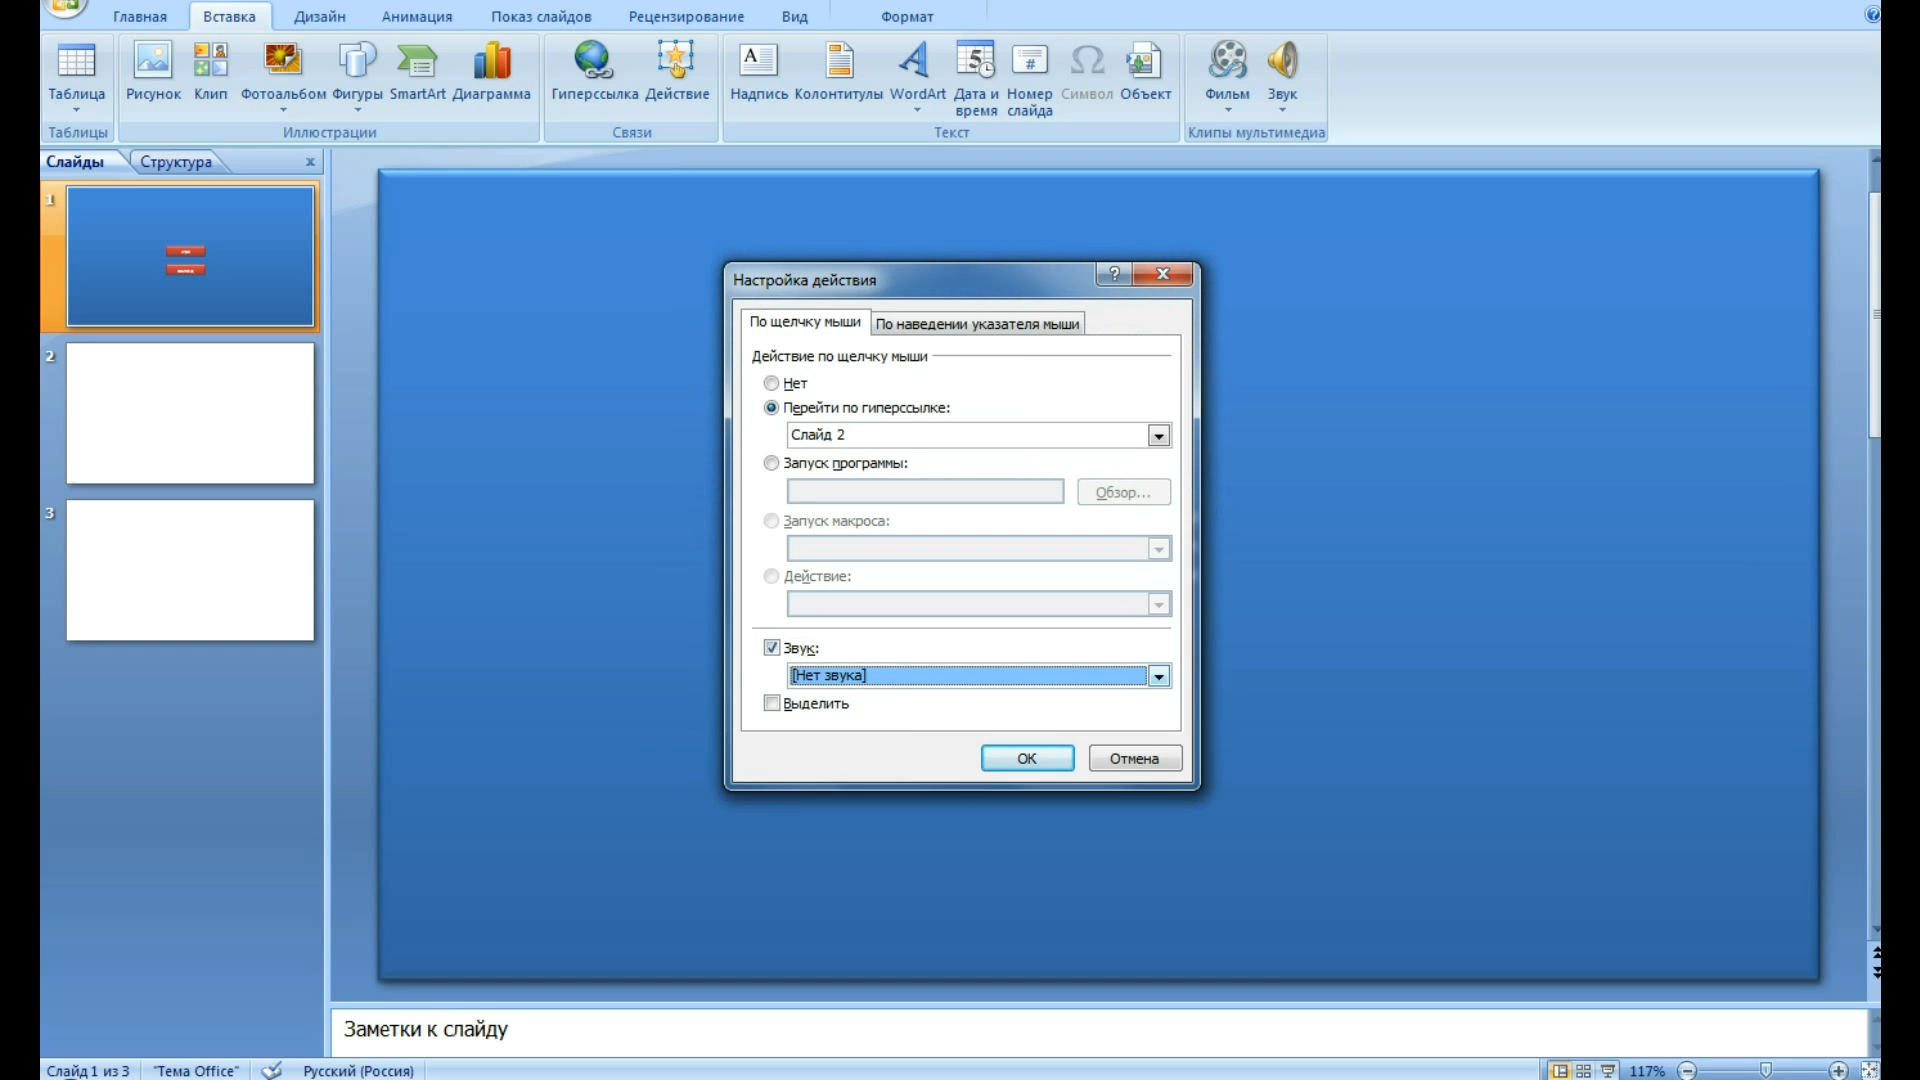 Главная Вставка Дизайн Анимация Показ слайдов Рецензирование Вид Формат
Таблица Рисунок Клип Фотоальбом Фигуры SmartArt Диаграмма Гиперссылка Действие Надпись Колонтитулы WordArt Дата и время Номер слайда Символ Объект Фильм Звук
Таблицы Иллюстрации Связи Текст Клипы мультимедиа
Слайды Структура x
1
2
3
Настройка действия
По щелчку мыши По наведении указателя мыши
Действие по щелчку мыши
Нет
Перейти по гиперссылке:
Слайд 2
Запуск программы:
Обзор...
Запуск макроса:
Действие:
Звук:
[Нет звука]
Выделить
ОК Отмена
Заметки к слайду
Слайд 1 из 3 "Тема Office" Русский (Россия) 117%